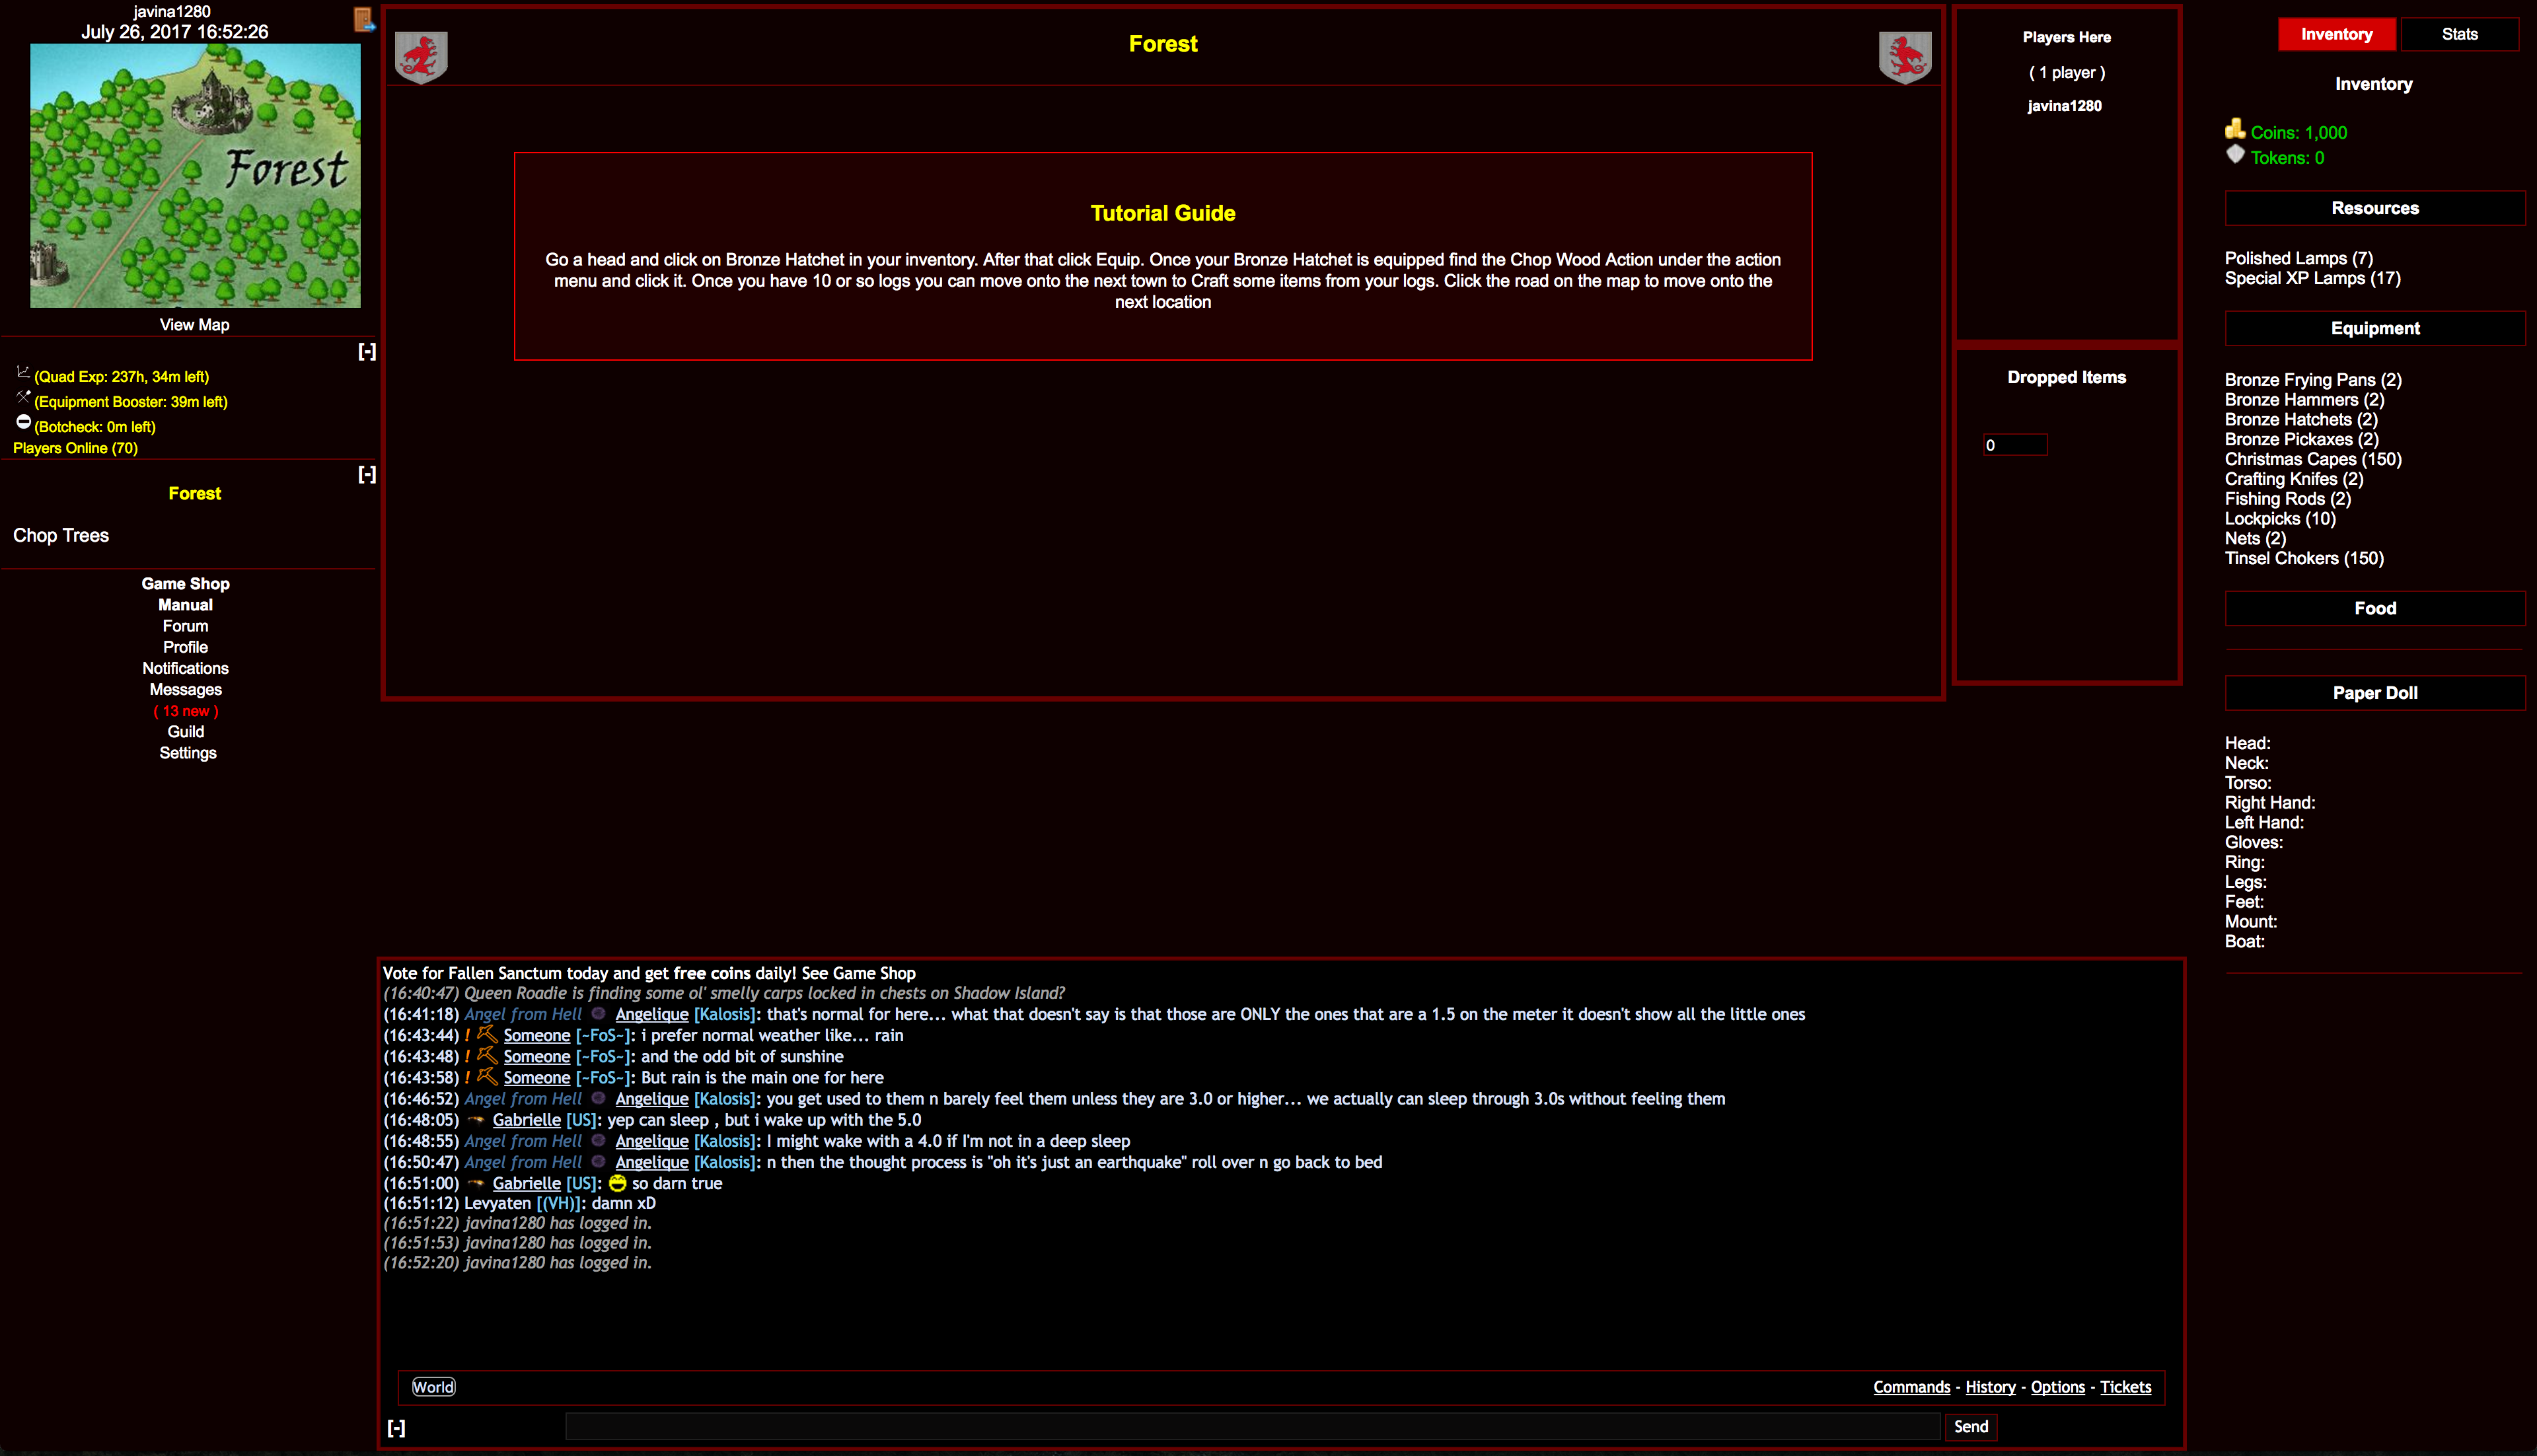 javina1280
July 26, 2017 16:52:26
Forest
View Map
[-]
(Quad Exp: 237h, 34m left)
(Equipment Booster: 39m left)
(Botcheck: 0m left)
Players Online (70)
[-]
Forest
Chop Trees
Game Shop
Manual
Forum
Profile
Notifications
Messages
( 13 new )
Guild
Settings
Forest
Tutorial Guide
Go a head and click on Bronze Hatchet in your inventory. After that click Equip. Once your Bronze Hatchet is equipped find the Chop Wood Action under the action
menu and click it. Once you have 10 or so logs you can move onto the next town to Craft some items from your logs. Click the road on the map to move onto the
next location
Players Here
( 1 player )
javina1280
Dropped Items
0
Inventory
Stats
Inventory
Coins: 1,000
Tokens: 0
Resources
Polished Lamps (7)
Special XP Lamps (17)
Equipment
Bronze Frying Pans (2)
Bronze Hammers (2)
Bronze Hatchets (2)
Bronze Pickaxes (2)
Christmas Capes (150)
Crafting Knifes (2)
Fishing Rods (2)
Lockpicks (10)
Nets (2)
Tinsel Chokers (150)
Food
Paper Doll
Head:
Neck:
Torso:
Right Hand:
Left Hand:
Gloves:
Ring:
Legs:
Feet:
Mount:
Boat:
Vote for Fallen Sanctum today and get free coins daily! See Game Shop
(16:40:47) Queen Roadie is finding some ol' smelly carps locked in chests on Shadow Island?
(16:41:18) Angel from Hell Angelique [Kalosis]: that's normal for here... what that doesn't say is that those are ONLY the ones that are a 1.5 on the meter it doesn't show all the little ones
(16:43:44) ! Someone [~FoS~]: i prefer normal weather like... rain
(16:43:48) ! Someone [~FoS~]: and the odd bit of sunshine
(16:43:58) ! Someone [~FoS~]: But rain is the main one for here
(16:46:52) Angel from Hell Angelique [Kalosis]: you get used to them n barely feel them unless they are 3.0 or higher... we actually can sleep through 3.0s without feeling them
(16:48:05) Gabrielle [US]: yep can sleep , but i wake up with the 5.0
(16:48:55) Angel from Hell Angelique [Kalosis]: I might wake with a 4.0 if I'm not in a deep sleep
(16:50:47) Angel from Hell Angelique [Kalosis]: n then the thought process is "oh it's just an earthquake" roll over n go back to bed
(16:51:00) Gabrielle [US]: so darn true
(16:51:12) Levyaten [(VH)]: damn xD
(16:51:22) javina1280 has logged in.
(16:51:53) javina1280 has logged in.
(16:52:20) javina1280 has logged in.
World
Commands - History - Options - Tickets
[-]
Send